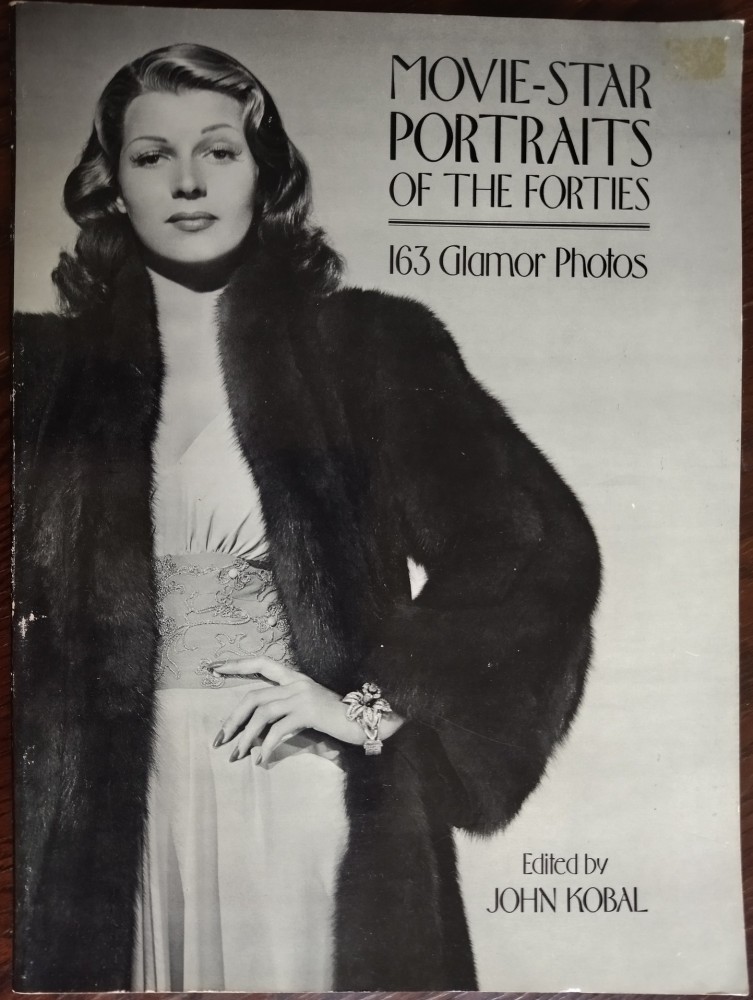 MOVIE-STAR
PORTRAITS
OF THE FORTIES
163 Glamor Photos
Edited by
JOHN KOBAL